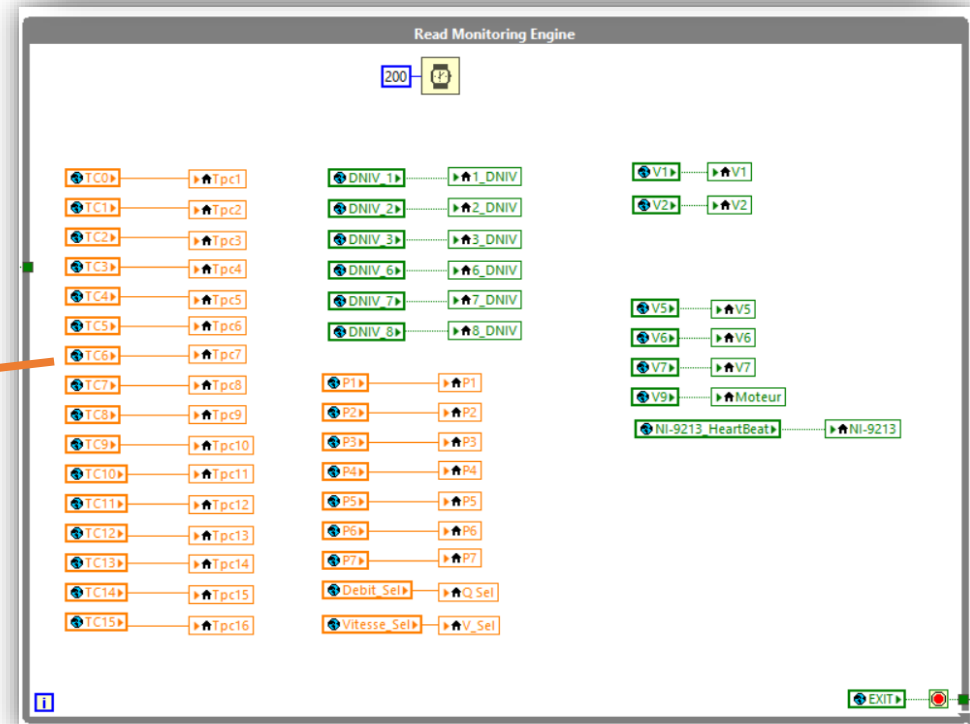 Read Monitoring Engine
200
TC0 Tpc1
TC1 Tpc2
TC2 Tpc3
TC3 Tpc4
TC4 Tpc5
TC5 Tpc6
TC6 Tpc7
TC7 Tpc8
TC8 Tpc9
TC9 Tpc10
TC10 Tpc11
TC11 Tpc12
TC12 Tpc13
TC13 Tpc14
TC14 Tpc15
TC15 Tpc16
DNIV_1 1_DNIV
DNIV_2 2_DNIV
DNIV_3 3_DNIV
DNIV_6 6_DNIV
DNIV_7 7_DNIV
DNIV_8 8_DNIV
P1 P1
P2 P2
P3 P3
P4 P4
P5 P5
P6 P6
P7 P7
Debit_Sel Q Sel
Vitesse_Sel V_Sel
V1 V1
V2 V2
V5 V5
V6 V6
V7 V7
V9 Moteur
NI-9213_HeartBeat NI-9213
i
EXIT